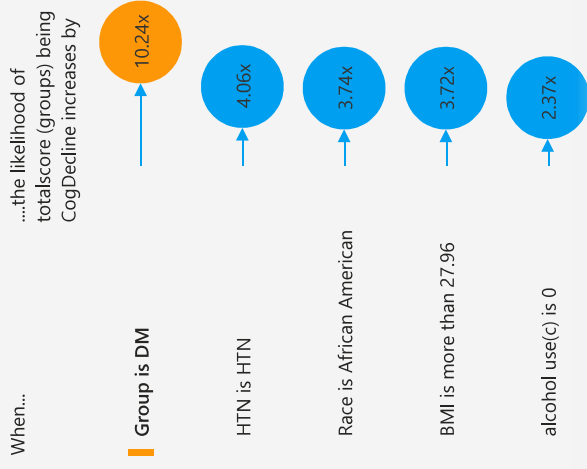 When...
....the likelihood of
totalscore (groups) being
CogDecline increases by
Group is DM
10.24x
HTN is HTN
4.06x
Race is African American
3.74x
BMI is more than 27.96
3.72x
alcohol use(c) is 0
2.37x